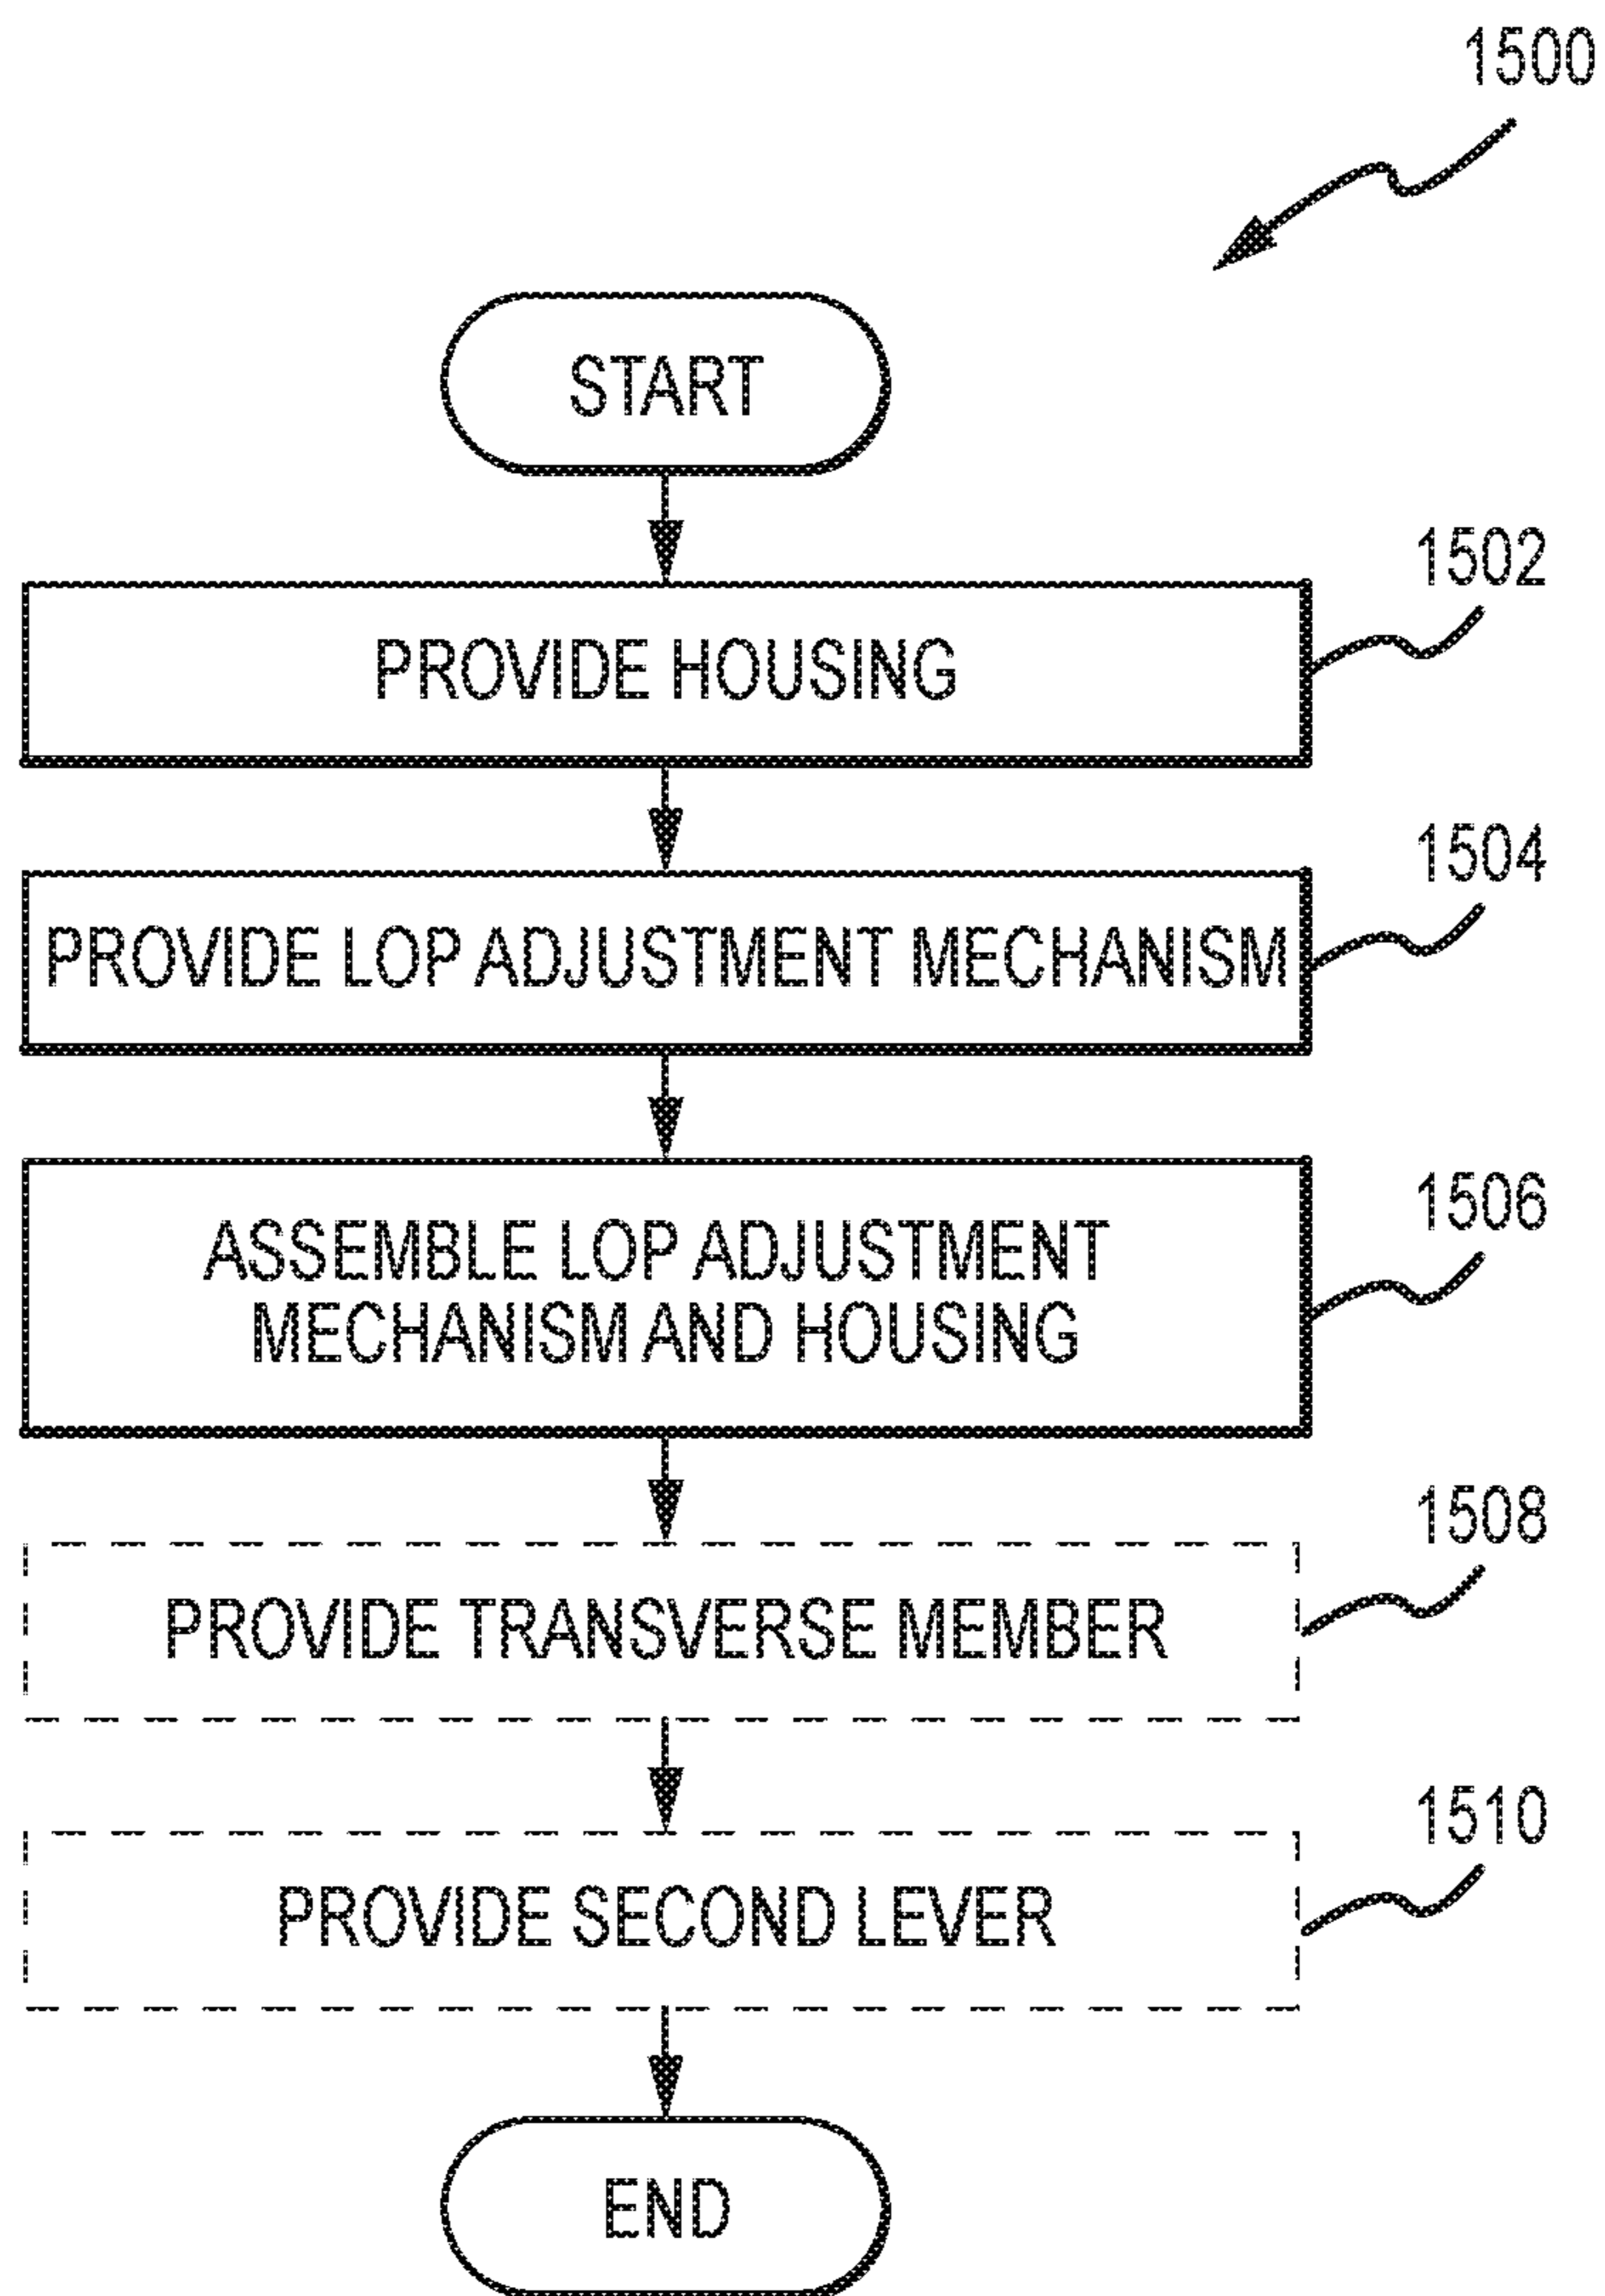 1500
START
1502
PROVIDE HOUSING
1504
PROVIDE LOP ADJUSTMENT MECHANISM
1506
ASSEMBLE LOP ADJUSTMENT
MECHANISM AND HOUSING
1508
PROVIDE TRANSVERSE MEMBER
1510
PROVIDE SECOND LEVER
END